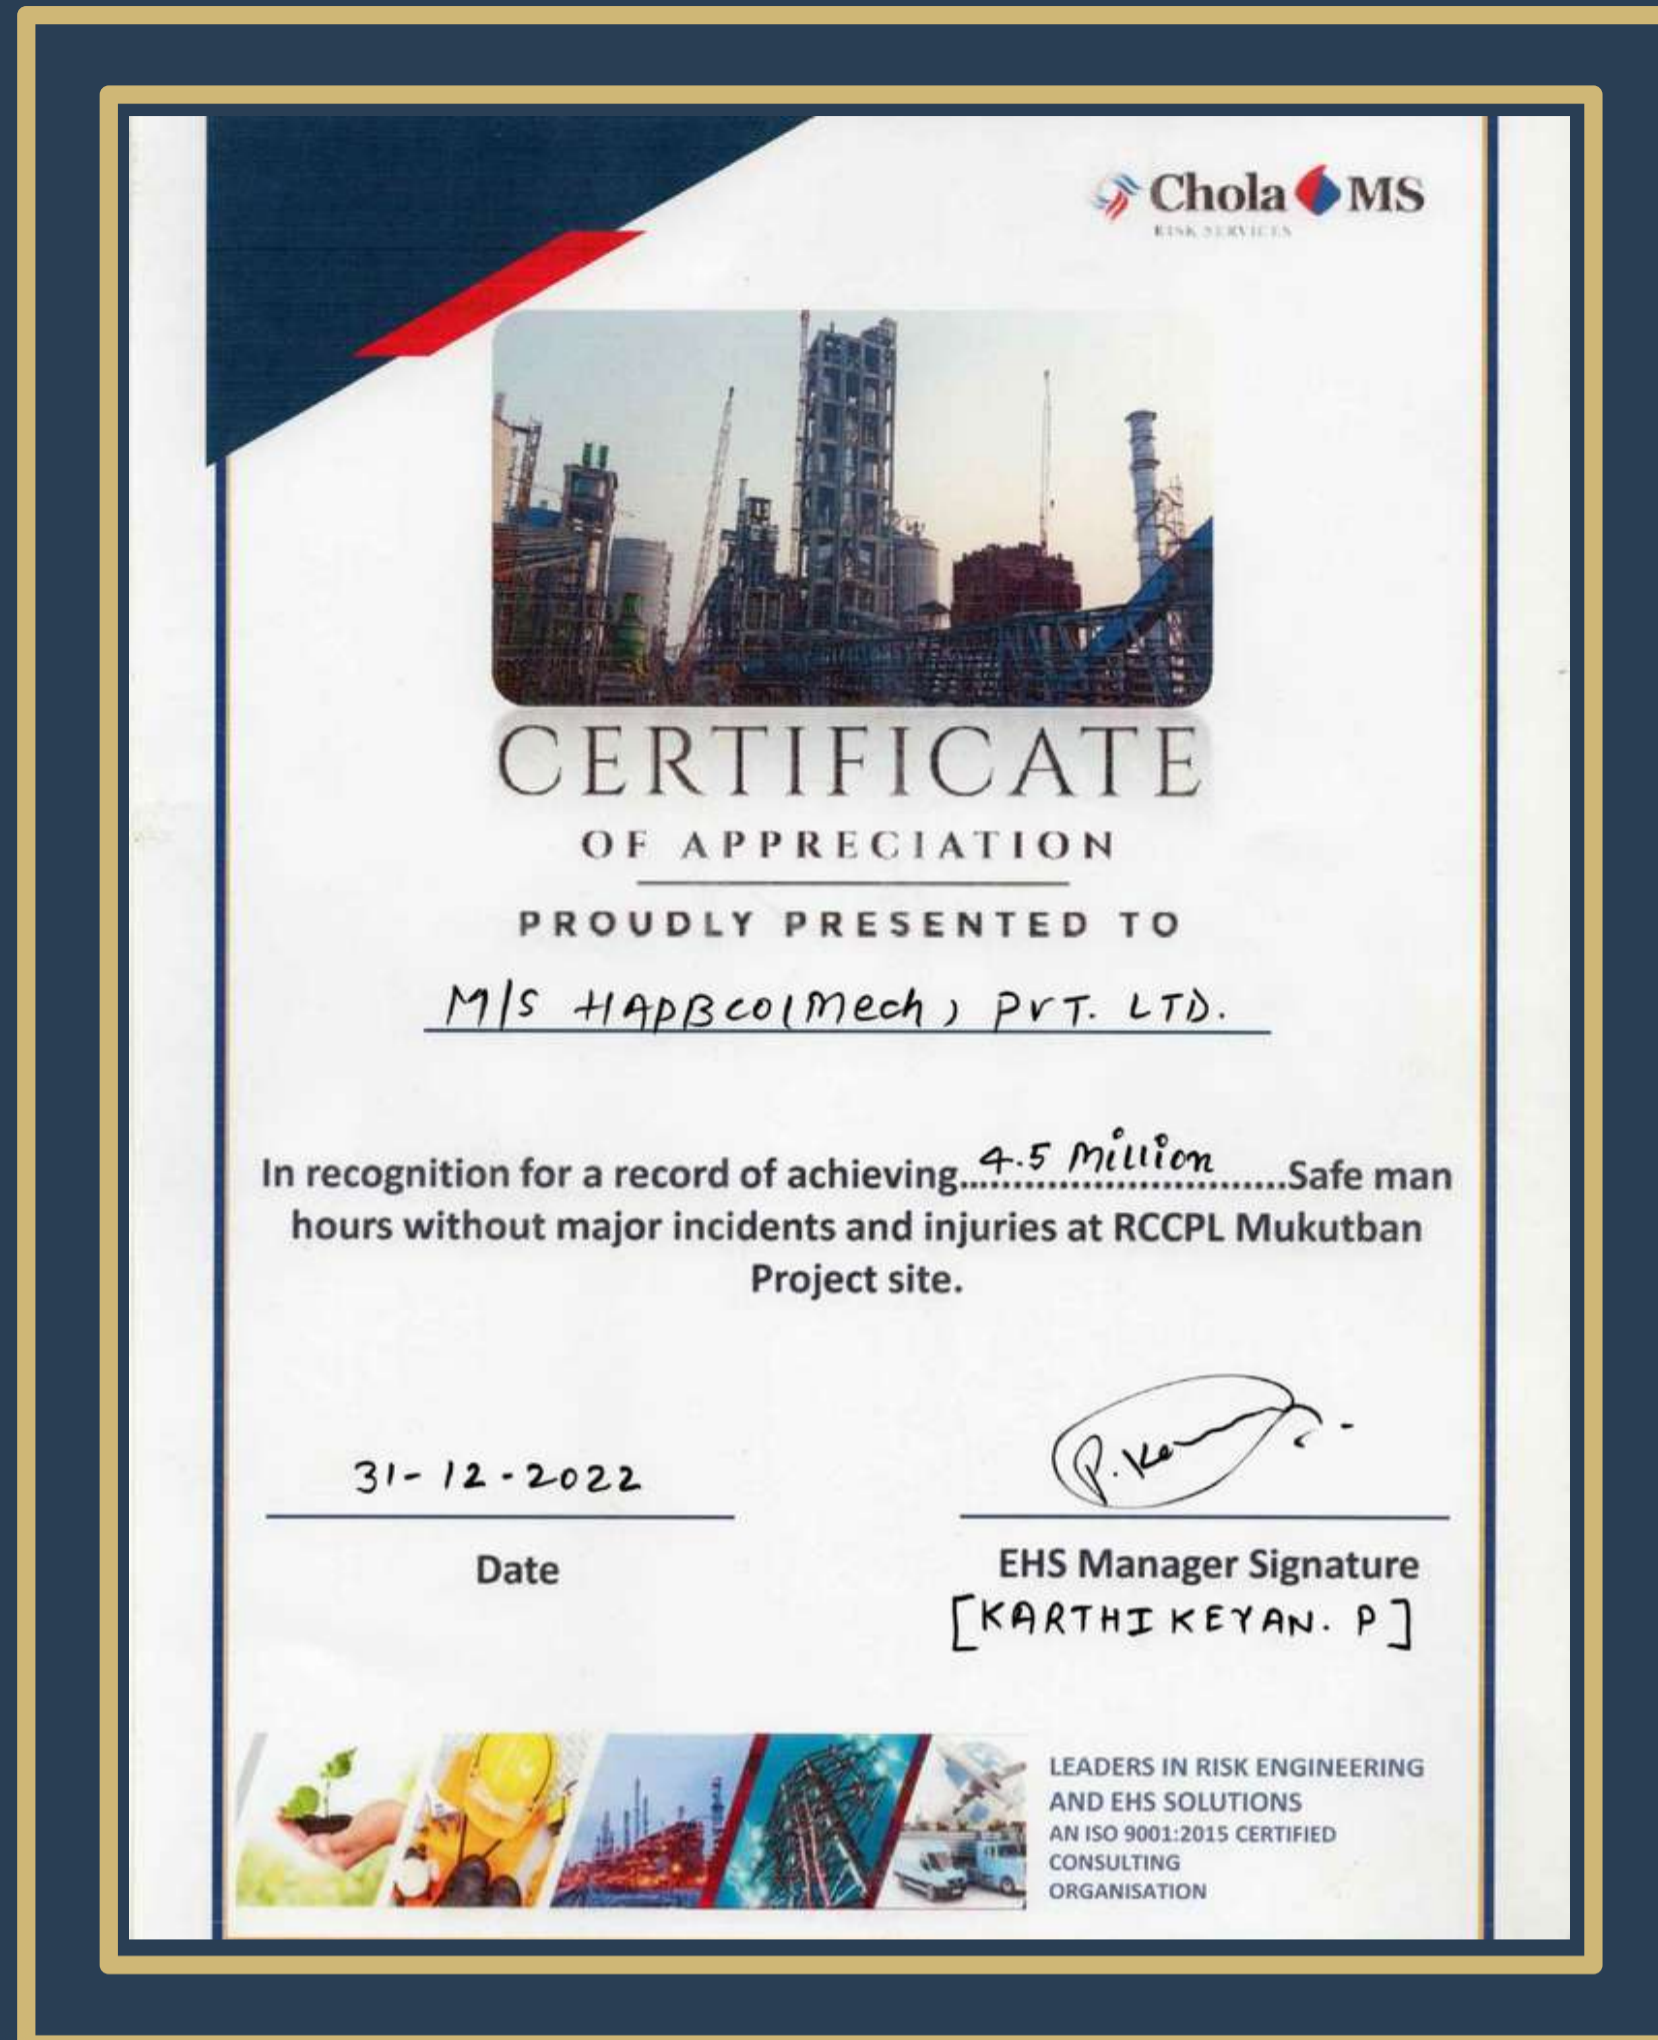 Chola MS
RISK SERVICES
CERTIFICATE
OF APPRECIATION
PROUDLY PRESENTED TO
M/S HAPBCO(Mech) PVT. LTD.
In recognition for a record of achieving..4.5 Million..Safe man
hours without major incidents and injuries at RCCPL Mukutban
Project site.
31-12-2022
Date
EHS Manager Signature
[KARTHIKEYAN. P]
LEADERS IN RISK ENGINEERING
AND EHS SOLUTIONS
AN ISO 9001:2015 CERTIFIED
CONSULTING
ORGANISATION